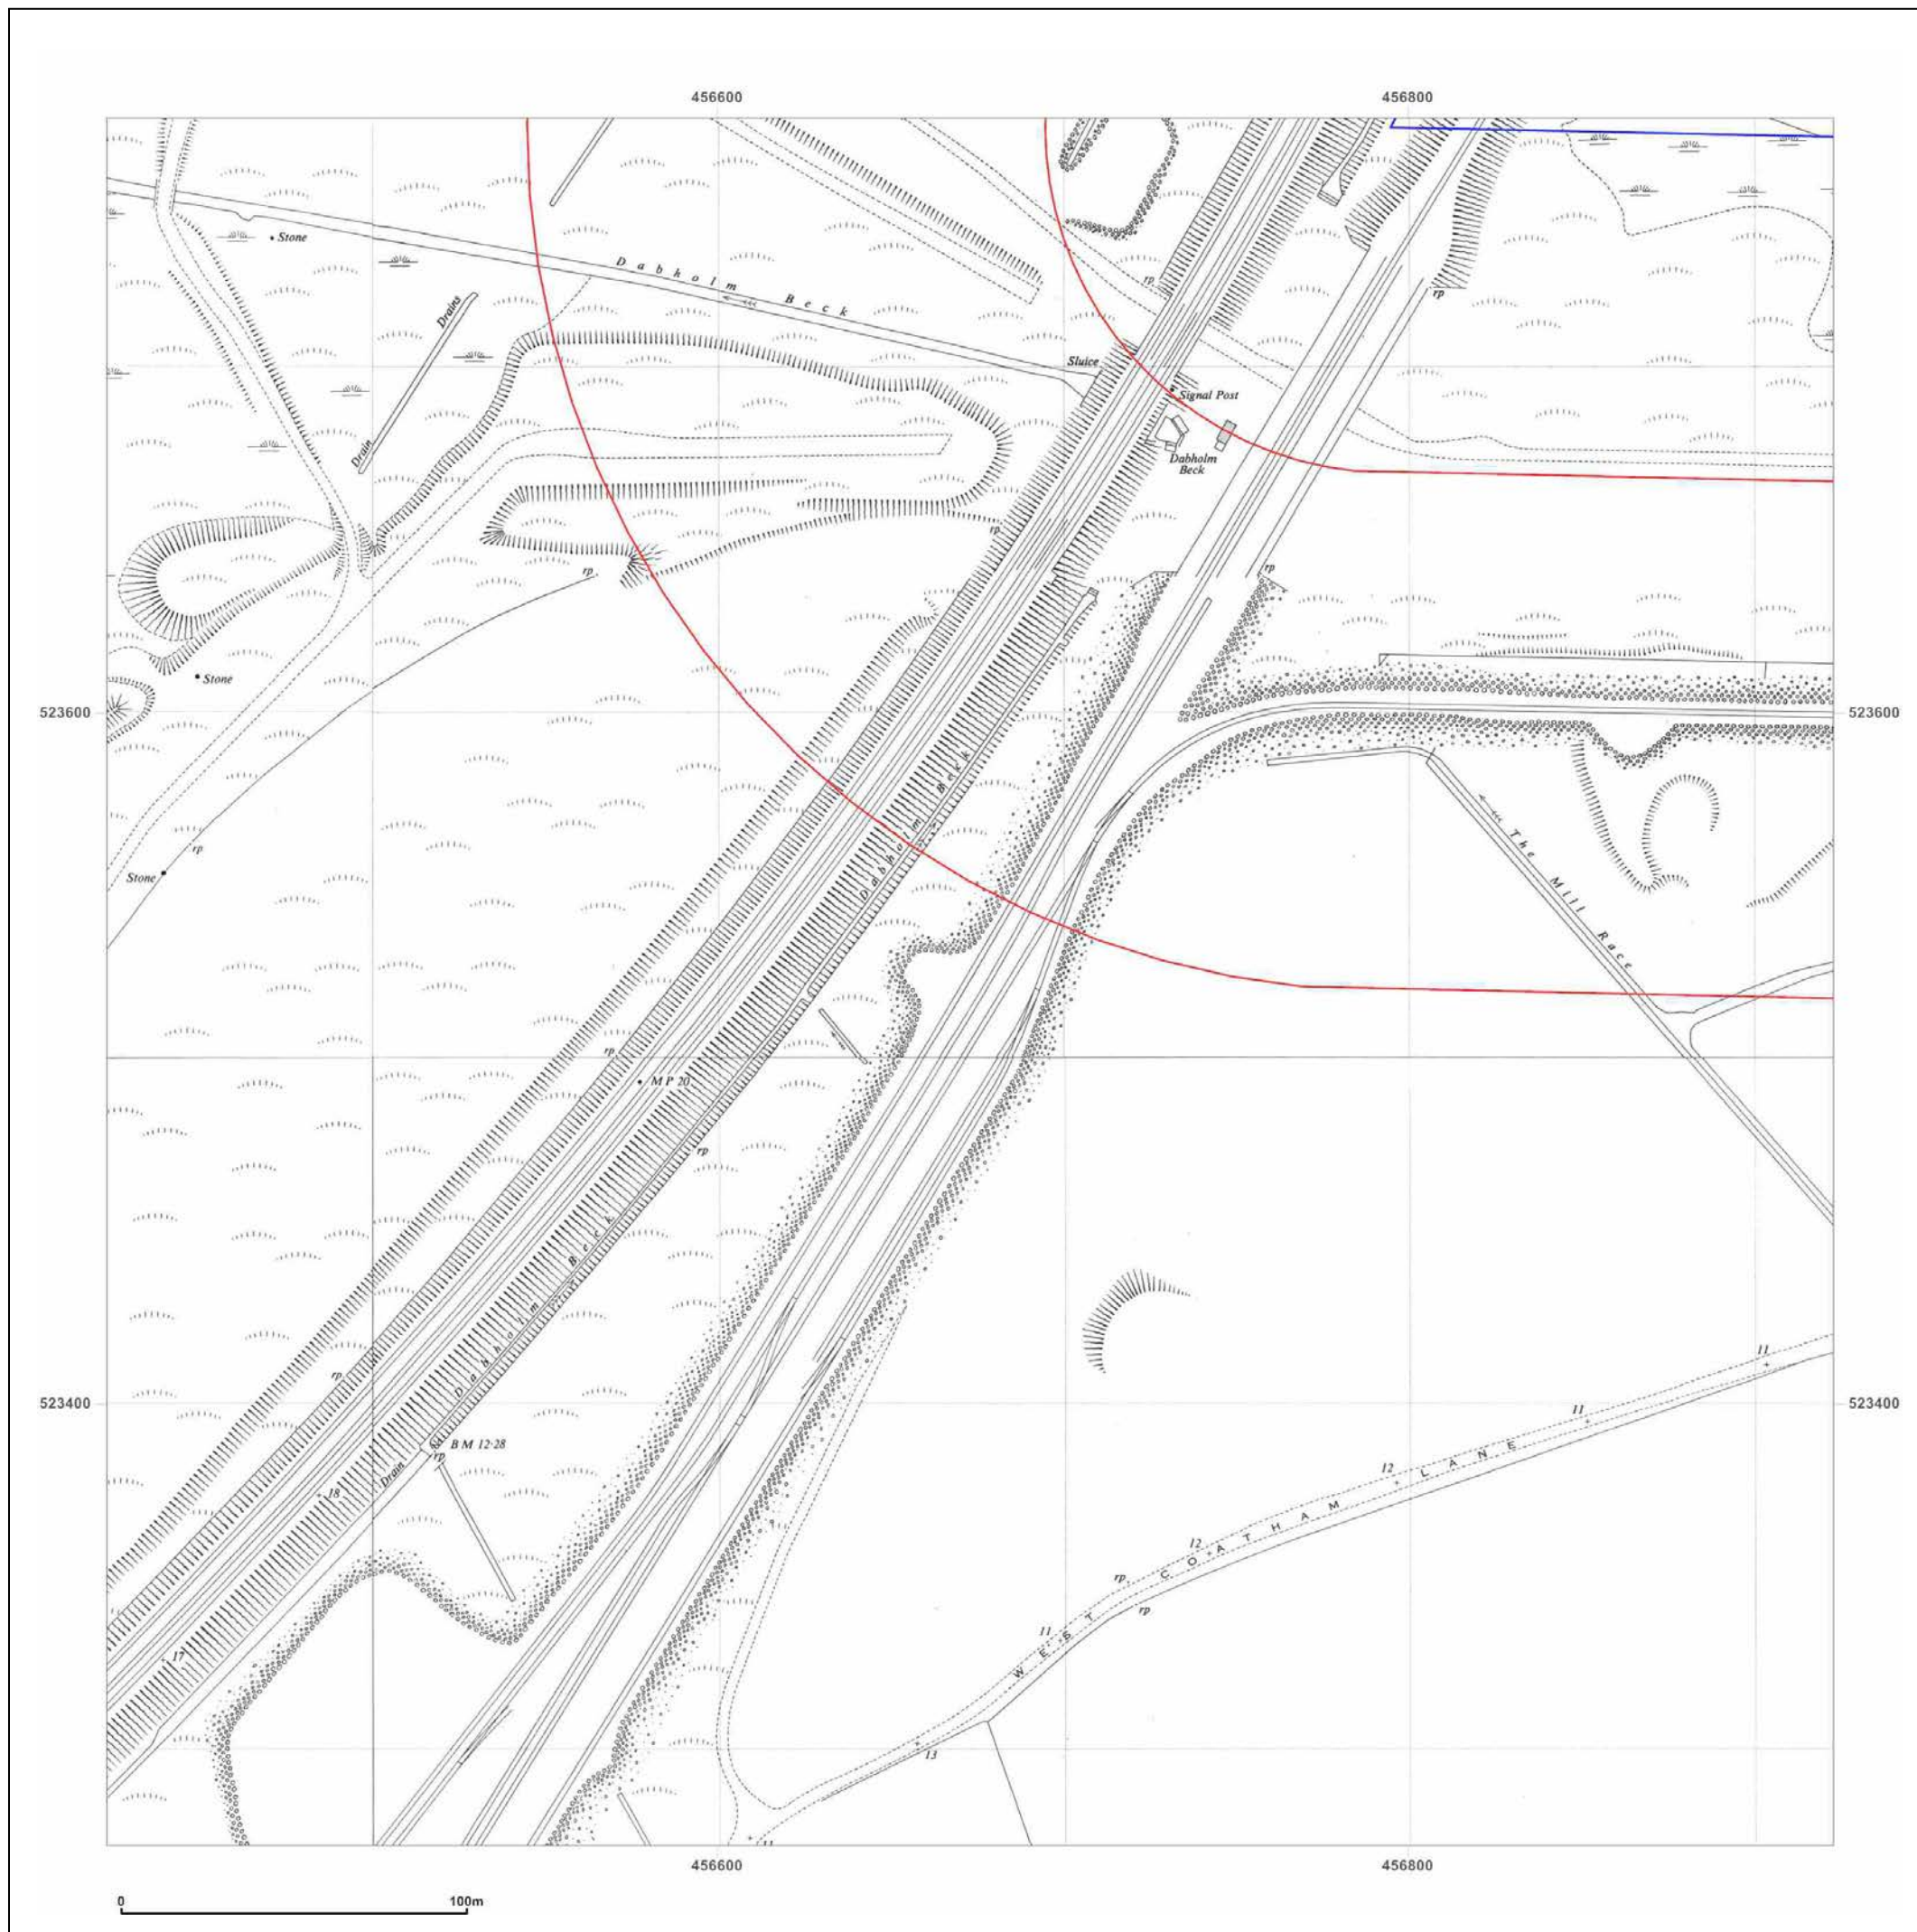 456600
456800
rp
Stone
Dabholm Beck
Drains
rp
Sluice
Signal Post
Dabholm
Beck
Drain
rp
rp
rp
Stone
523600
523600
Dabholm Beck
The Mill Race
rp
Stone
rp
M P 20
rp
Dabholm Beck
11
rp
523400
523400
11
B M 12·28
rp
Drain
12
18
WEST COATHAM LANE
12
rp
rp
11
17
13
11
456600
456800
0
100m